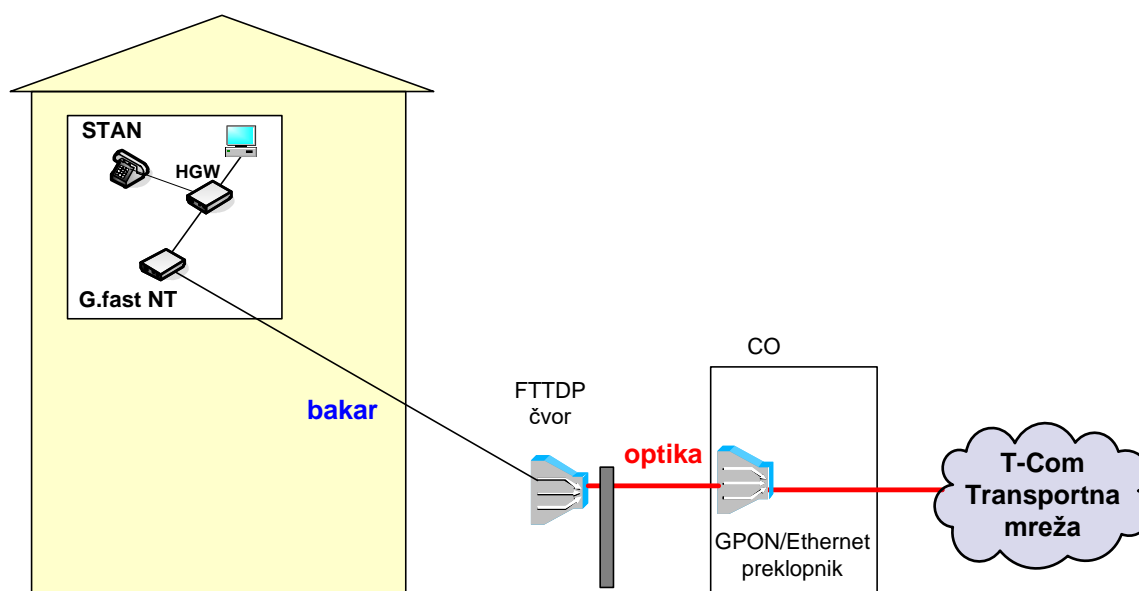 STAN
HGW
G.fast NT
bakar
FTTDP
čvor
optika
CO
GPON/Ethernet
preklopnik
T-Com
Transportna
mreža